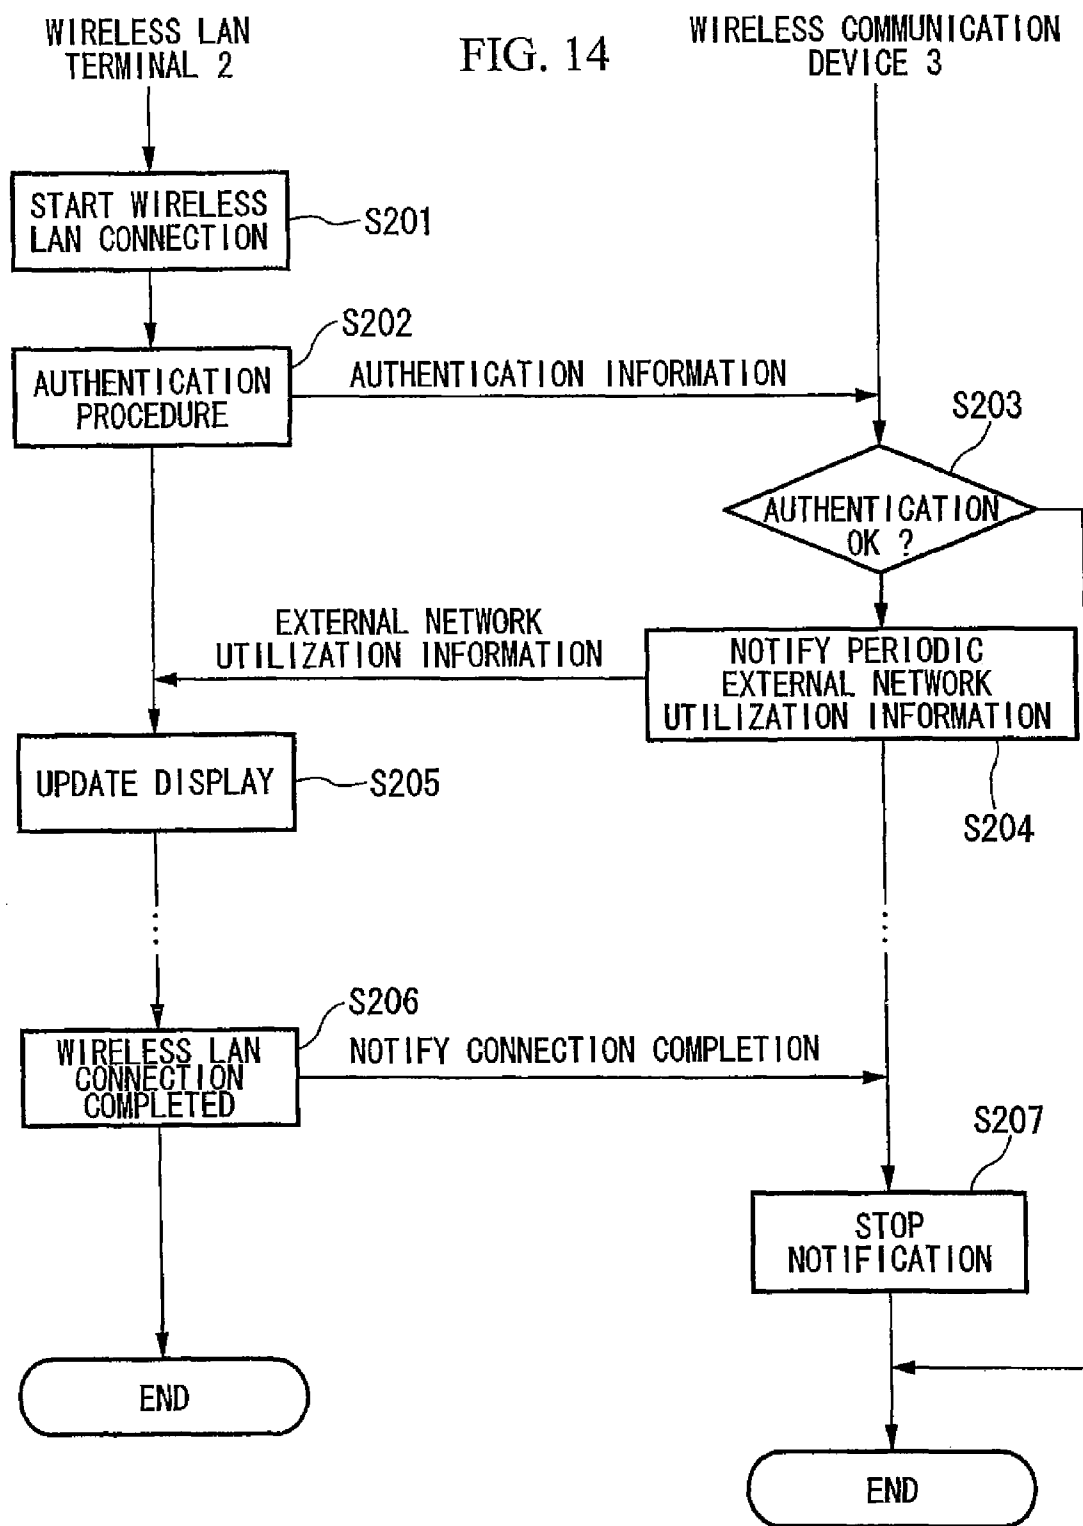 WIRELESS LAN
TERMINAL 2
FIG. 14
WIRELESS COMMUNICATION
DEVICE 3
START WIRELESS
LAN CONNECTION
S201
S202
AUTHENTICATION
PROCEDURE
AUTHENTICATION INFORMATION
S203
AUTHENTICATION
OK ?
EXTERNAL NETWORK
UTILIZATION INFORMATION
NOTIFY PERIODIC
EXTERNAL NETWORK
UTILIZATION INFORMATION
UPDATE DISPLAY
S205
S204
S206
WIRELESS LAN
CONNECTION
COMPLETED
NOTIFY CONNECTION COMPLETION
S207
STOP
NOTIFICATION
END
END